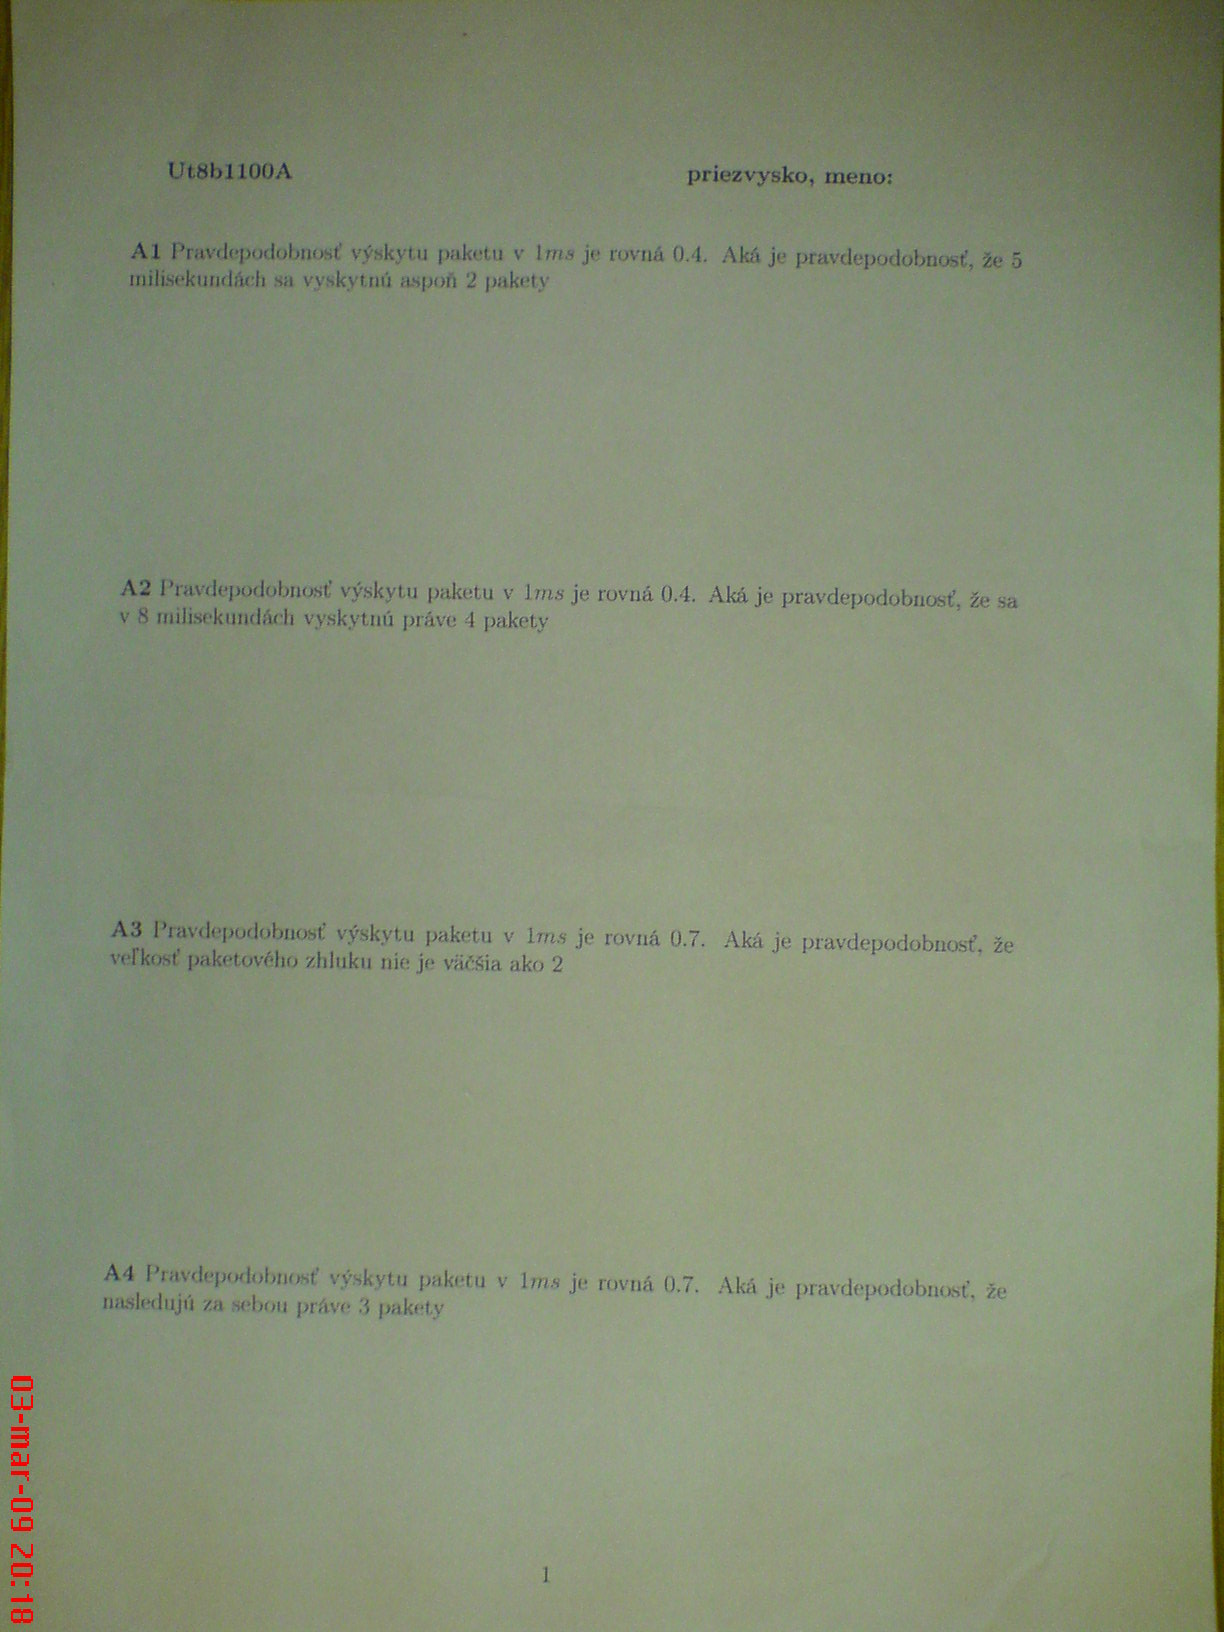 Ut8b1100A priezvysko, meno:
A1 Pravdepodobnosť výskytu paketu v 1ms je rovná 0.4. Aká je pravdepodobnosť, že 5
milisekundách sa vyskytnú aspoň 2 pakety
A2 Pravdepodobnosť výskytu paketu v 1ms je rovná 0.4. Aká je pravdepodobnosť, že sa
v 8 milisekundách vyskytnú práve 4 pakety
A3 Pravdepodobnosť výskytu paketu v 1ms je rovná 0.7. Aká je pravdepodobnosť, že
veľkosť paketového zhluku nie je väčšia ako 2
A4 Pravdepodobnosť výskytu paketu v 1ms je rovná 0.7. Aká je pravdepodobnosť, že
nasledujú za sebou práve 3 pakety
1
03-mar-09 20:18